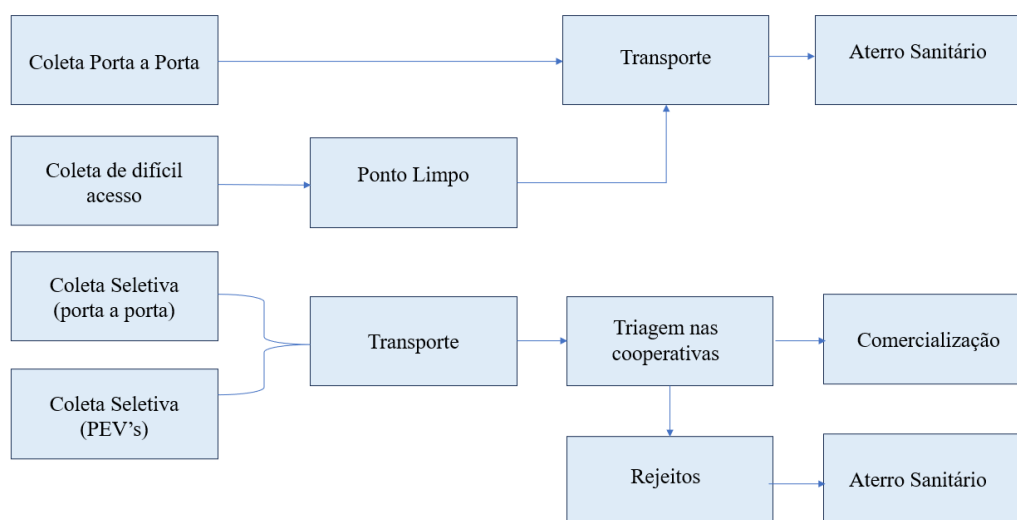 Coleta Porta a Porta
Transporte
Aterro Sanitário
Coleta de difícil
acesso
Ponto Limpo
Coleta Seletiva
(porta a porta)
Transporte
Triagem nas
cooperativas
Comercialização
Coleta Seletiva
(PEV’s)
Rejeitos
Aterro Sanitário